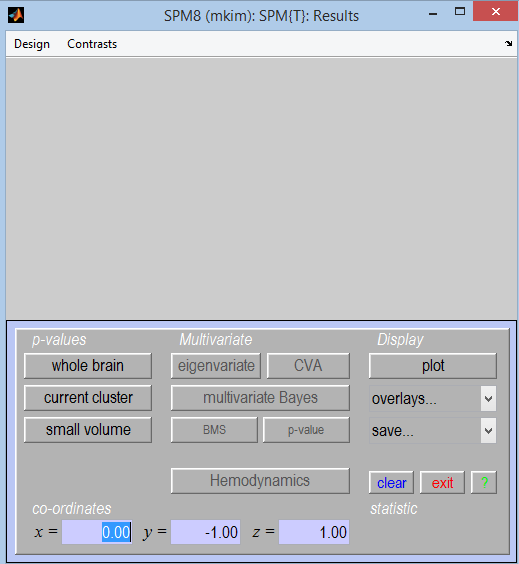 SPM8 (mkim): SPM{T}: Results
Design Contrasts
p-values Multivariate Display
whole brain eigenvariate CVA plot
current cluster multivariate Bayes overlays...
small volume BMS p-value save...
Hemodynamics clear exit ?
co-ordinates statistic
x = 0.00 y = -1.00 z = 1.00